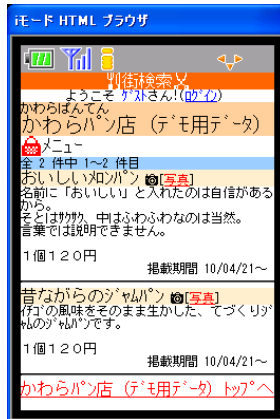 iモード HTML ブラウザ
街検索
ようこそ ｹﾞｽﾄさん!(ﾛｸﾞｲﾝ)
かわらぱんてん
かわらﾊﾟﾝ店 (ﾃﾞﾓ用ﾃﾞｰﾀ)
メニュー
全 2 件中 1～2 件目
おいしいﾒﾛﾝﾊﾟﾝ [写真]
名前に「おいしい」と入れたのは自信がある
から。
そとはｻｸｻｸ、中はふわふわなのは当然。
言葉では説明できません。
1個120円
掲載期間 10/04/21～
昔ながらのｼﾞｬﾑﾊﾟﾝ [写真]
ｲﾁｺﾞの風味をそのまま生かした、てづくりｼﾞ
ｬﾑのｼﾞｬﾑﾊﾟﾝです。
1個120円
掲載期間 10/04/21～
かわらﾊﾟﾝ店 (ﾃﾞﾓ用ﾃﾞｰﾀ) ﾄｯﾌﾟへ